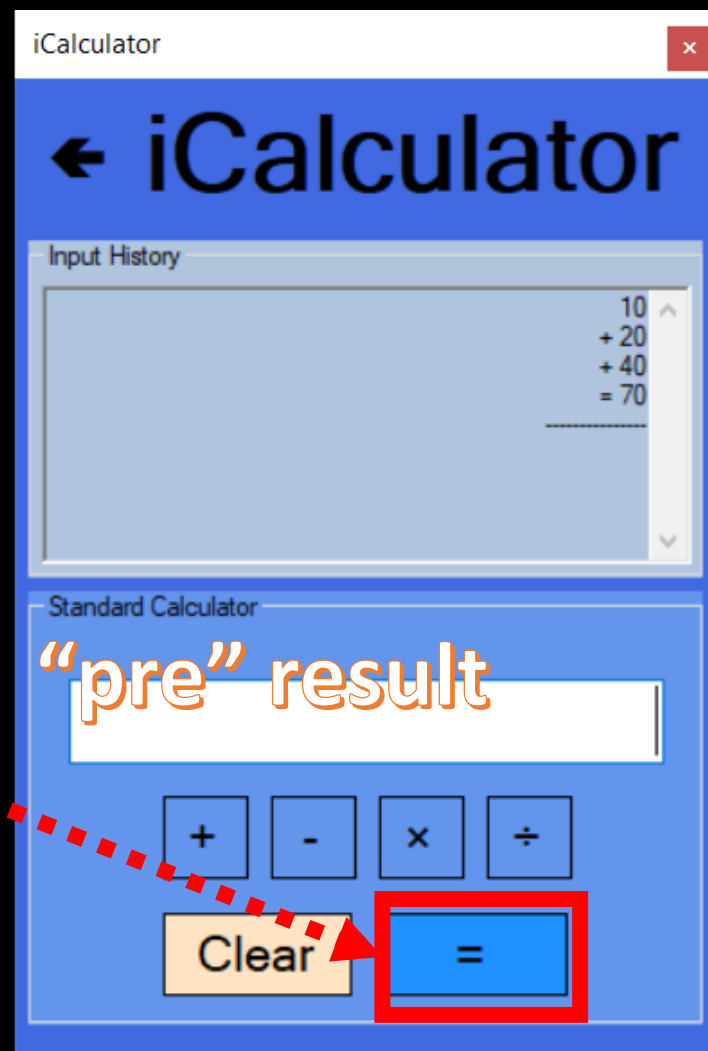 iCalculator
×
← iCalculator
Input History
10
+ 20
+ 40
= 70
---------------
Standard Calculator
“pre” result
+ - × ÷
Clear =